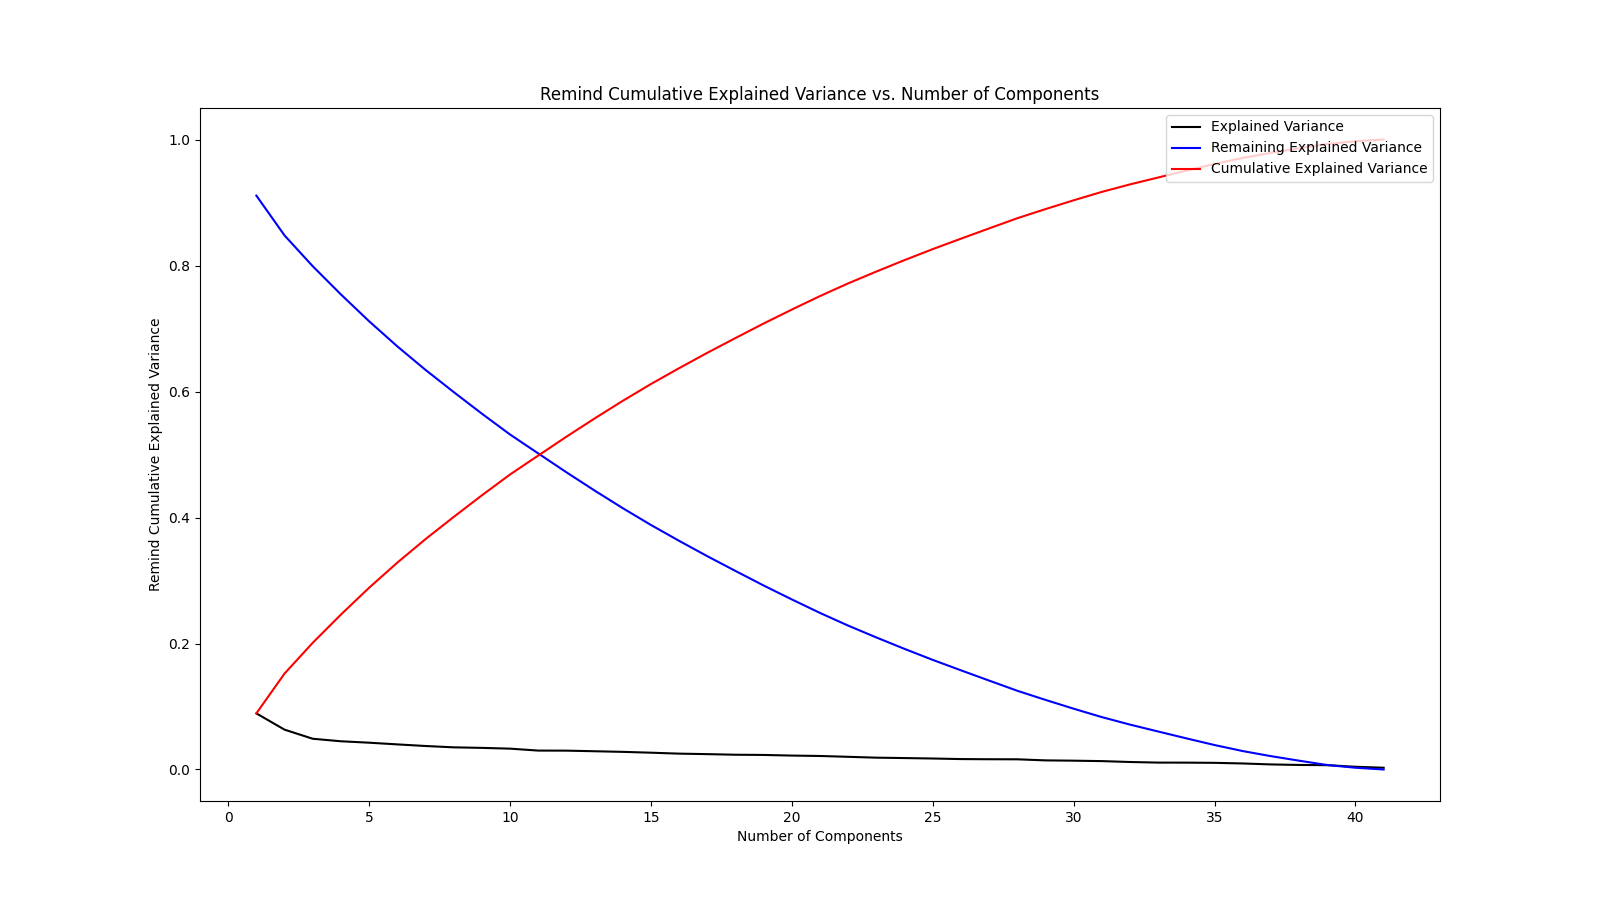 Remind Cumulative Explained Variance vs. Number of Components
Explained Variance
Remaining Explained Variance
Cumulative Explained Variance
1.0
0.8
0.6
0.4
0.2
0.0
Remind Cumulative Explained Variance
0 5 10 15 20 25 30 35 40
Number of Components